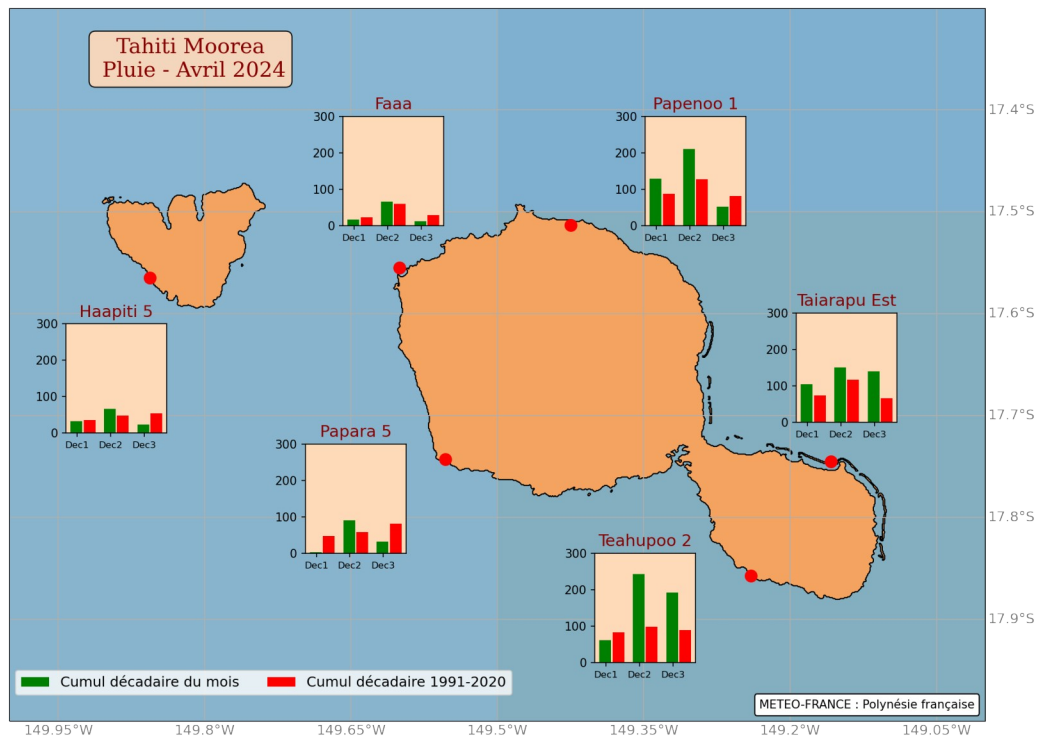 Tahiti Moorea
Pluie - Avril 2024
Faaa
300
200
100
0
Dec1 Dec2 Dec3
Papenoo 1
300
200
100
0
Dec1 Dec2 Dec3
17.4°S
17.5°S
17.6°S
17.7°S
17.8°S
17.9°S
Haapiti 5
300
200
100
0
Dec1 Dec2 Dec3
Taiarapu Est
300
200
100
0
Dec1 Dec2 Dec3
Papara 5
300
200
100
0
Dec1 Dec2 Dec3
Teahupoo 2
300
200
100
0
Dec1 Dec2 Dec3
Cumul décadaire du mois Cumul décadaire 1991-2020
METEO-FRANCE : Polynésie française
149.95°W 149.8°W 149.65°W 149.5°W 149.35°W 149.2°W 149.05°W